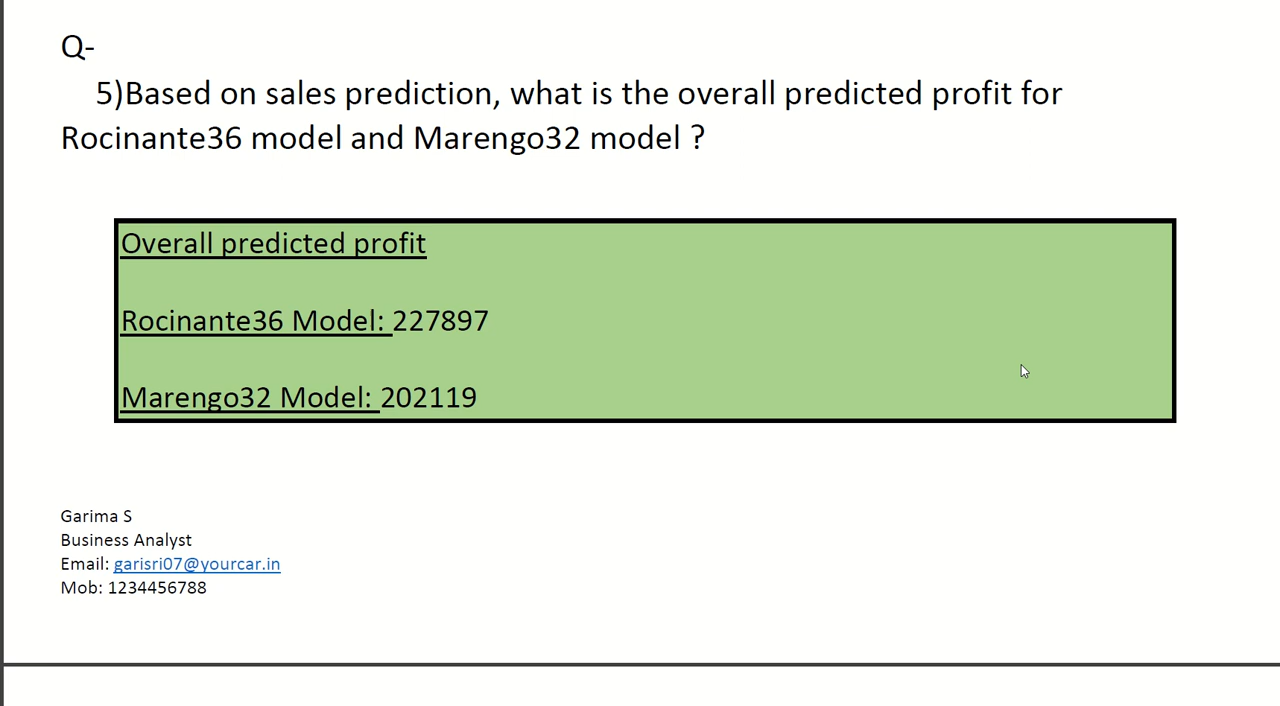 Q-
5)Based on sales prediction, what is the overall predicted profit for
Rocinante36 model and Marengo32 model ?
Overall predicted profit
Rocinante36 Model: 227897
Marengo32 Model: 202119
Garima S
Business Analyst
Email: garisri07@yourcar.in
Mob: 1234456788